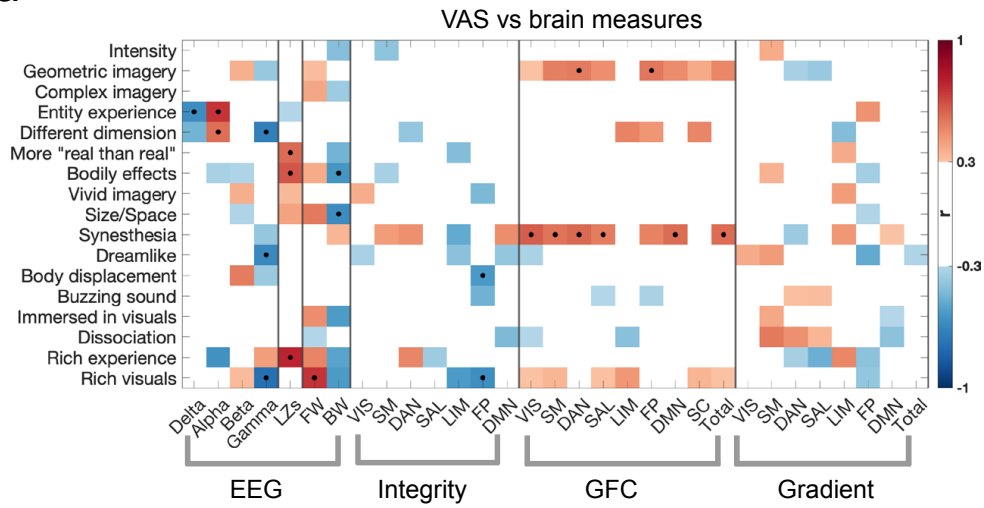 VAS vs brain measures
Intensity
Geometric imagery
Complex imagery
Entity experience
Different dimension
More "real than real"
Bodily effects
Vivid imagery
Size/Space
Synesthesia
Dreamlike
Body displacement
Buzzing sound
Immersed in visuals
Dissociation
Rich experience
Rich visuals
1
0.3
r
-0.3
-1
Delta Alpha Beta Gamma LZs FW BW VIS SM DAN SAL LIM FP DMN VIS SM DAN SAL LIM FP DMN SC Total VIS SM DAN SAL LIM FP DMN Total
EEG Integrity GFC Gradient